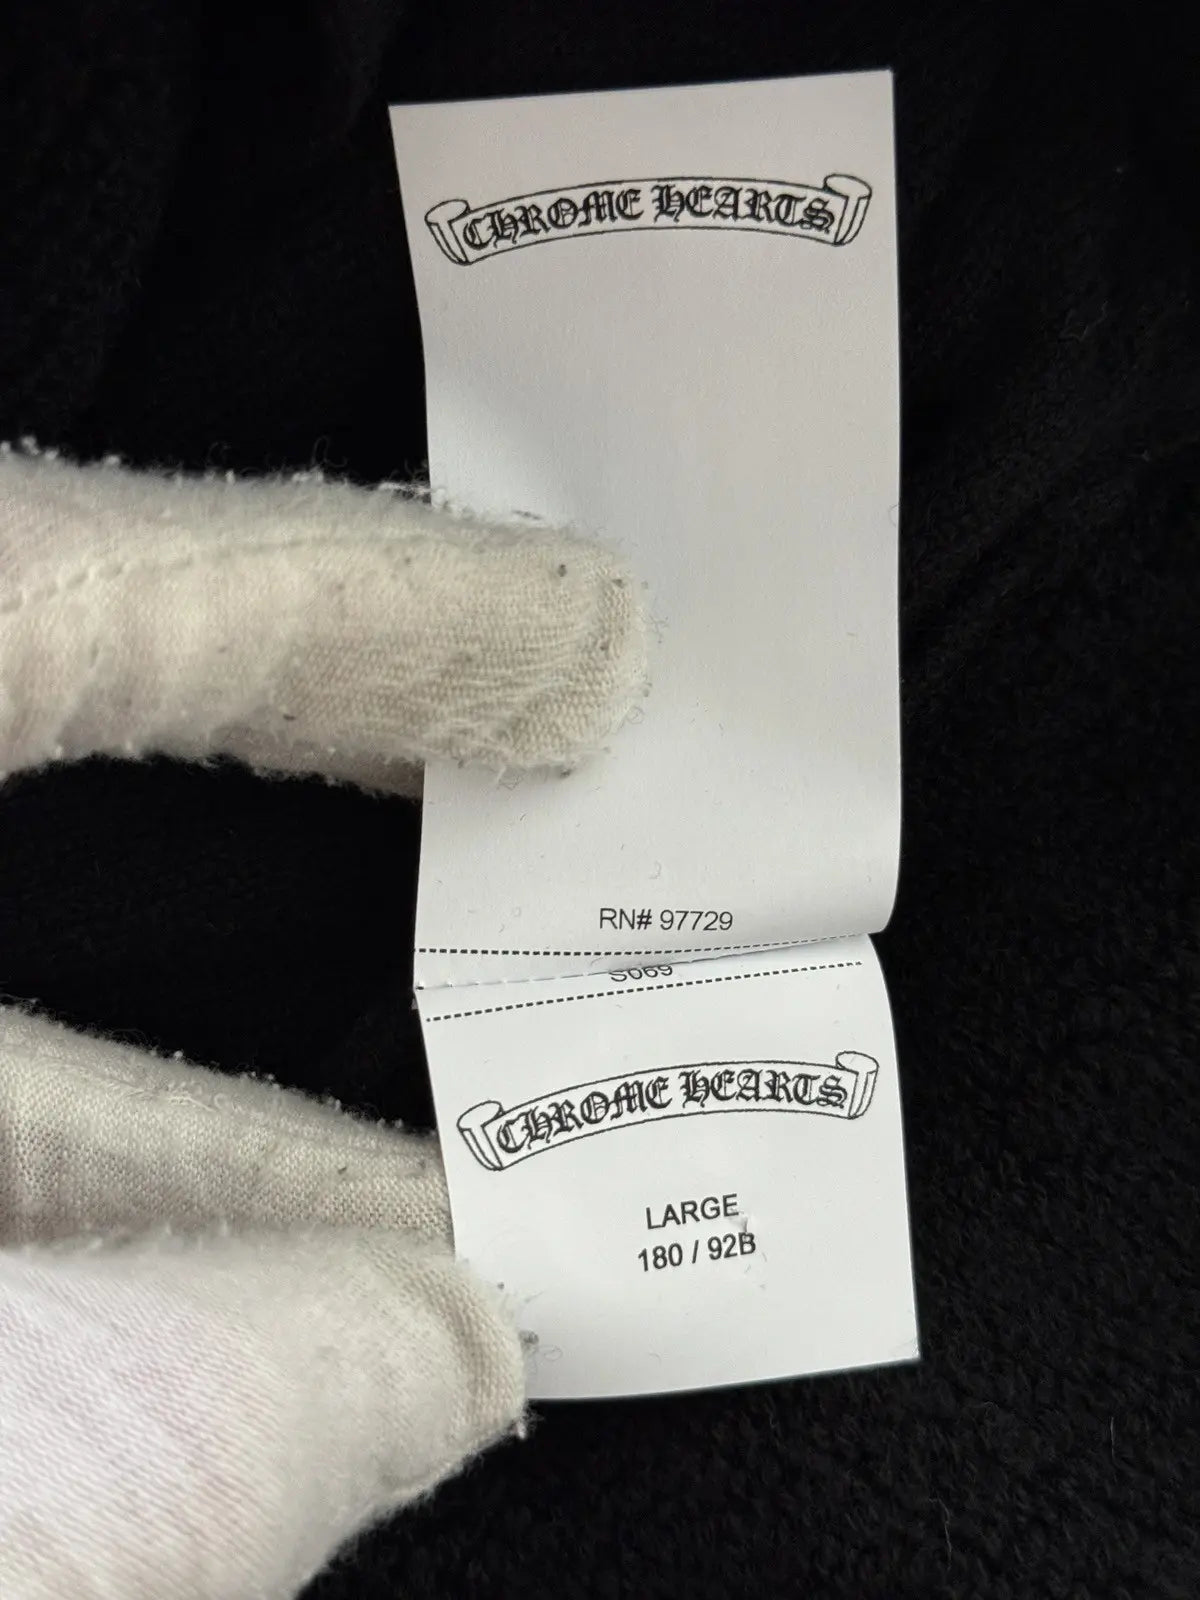 CHROME HEARTS
RN# 97729
S069
CHROME HEARTS
LARGE
180 / 92B